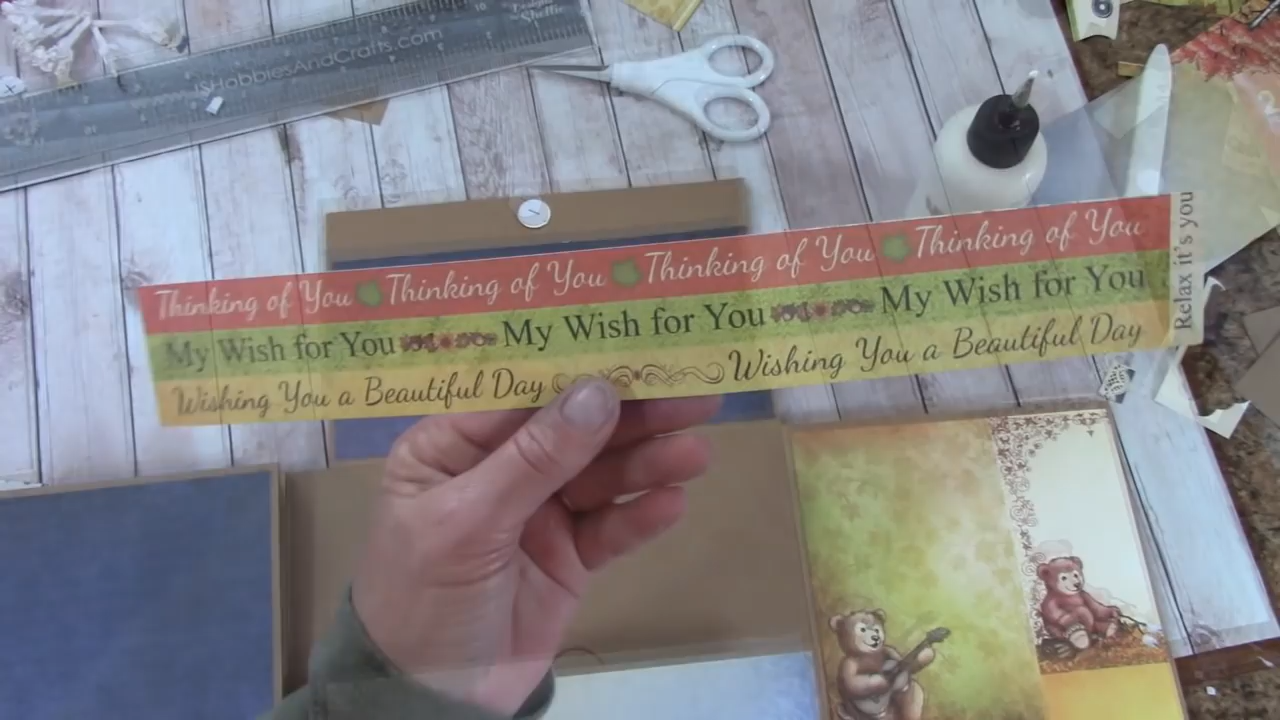 HobbiesAndCrafts.com
Thinking of You Thinking of You Thinking of You Thinking of You
My Wish for You My Wish for You My Wish for You
Wishing You a Beautiful Day Wishing You a Beautiful Day
Relax it's you